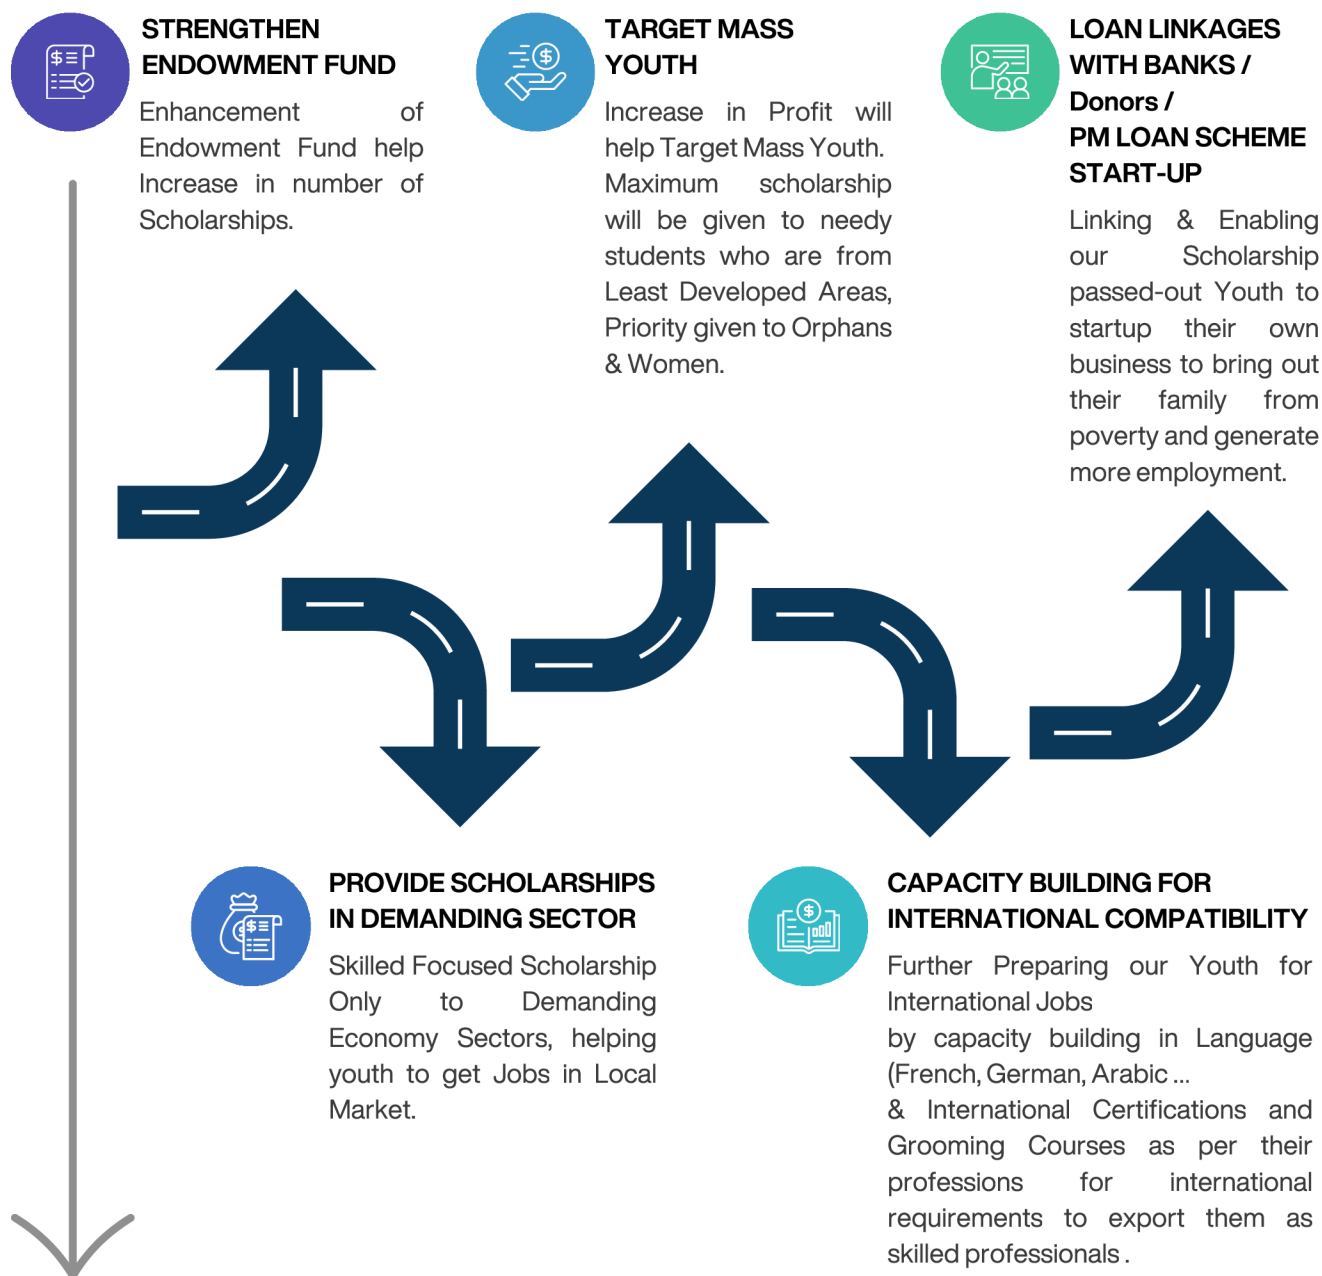 STRENGTHEN
ENDOWMENT FUND
Enhancement of
Endowment Fund help
Increase in number of
Scholarships.
TARGET MASS
YOUTH
Increase in Profit will
help Target Mass Youth.
Maximum scholarship
will be given to needy
students who are from
Least Developed Areas,
Priority given to Orphans
& Women.
LOAN LINKAGES
WITH BANKS /
Donors /
PM LOAN SCHEME
START-UP
Linking & Enabling
our Scholarship
passed-out Youth to
startup their own
business to bring out
their family from
poverty and generate
more employment.
PROVIDE SCHOLARSHIPS
IN DEMANDING SECTOR
Skilled Focused Scholarship
Only to Demanding
Economy Sectors, helping
youth to get Jobs in Local
Market.
CAPACITY BUILDING FOR
INTERNATIONAL COMPATIBILITY
Further Preparing our Youth for
International Jobs
by capacity building in Language
(French, German, Arabic ...
& International Certifications and
Grooming Courses as per their
professions for international
requirements to export them as
skilled professionals .